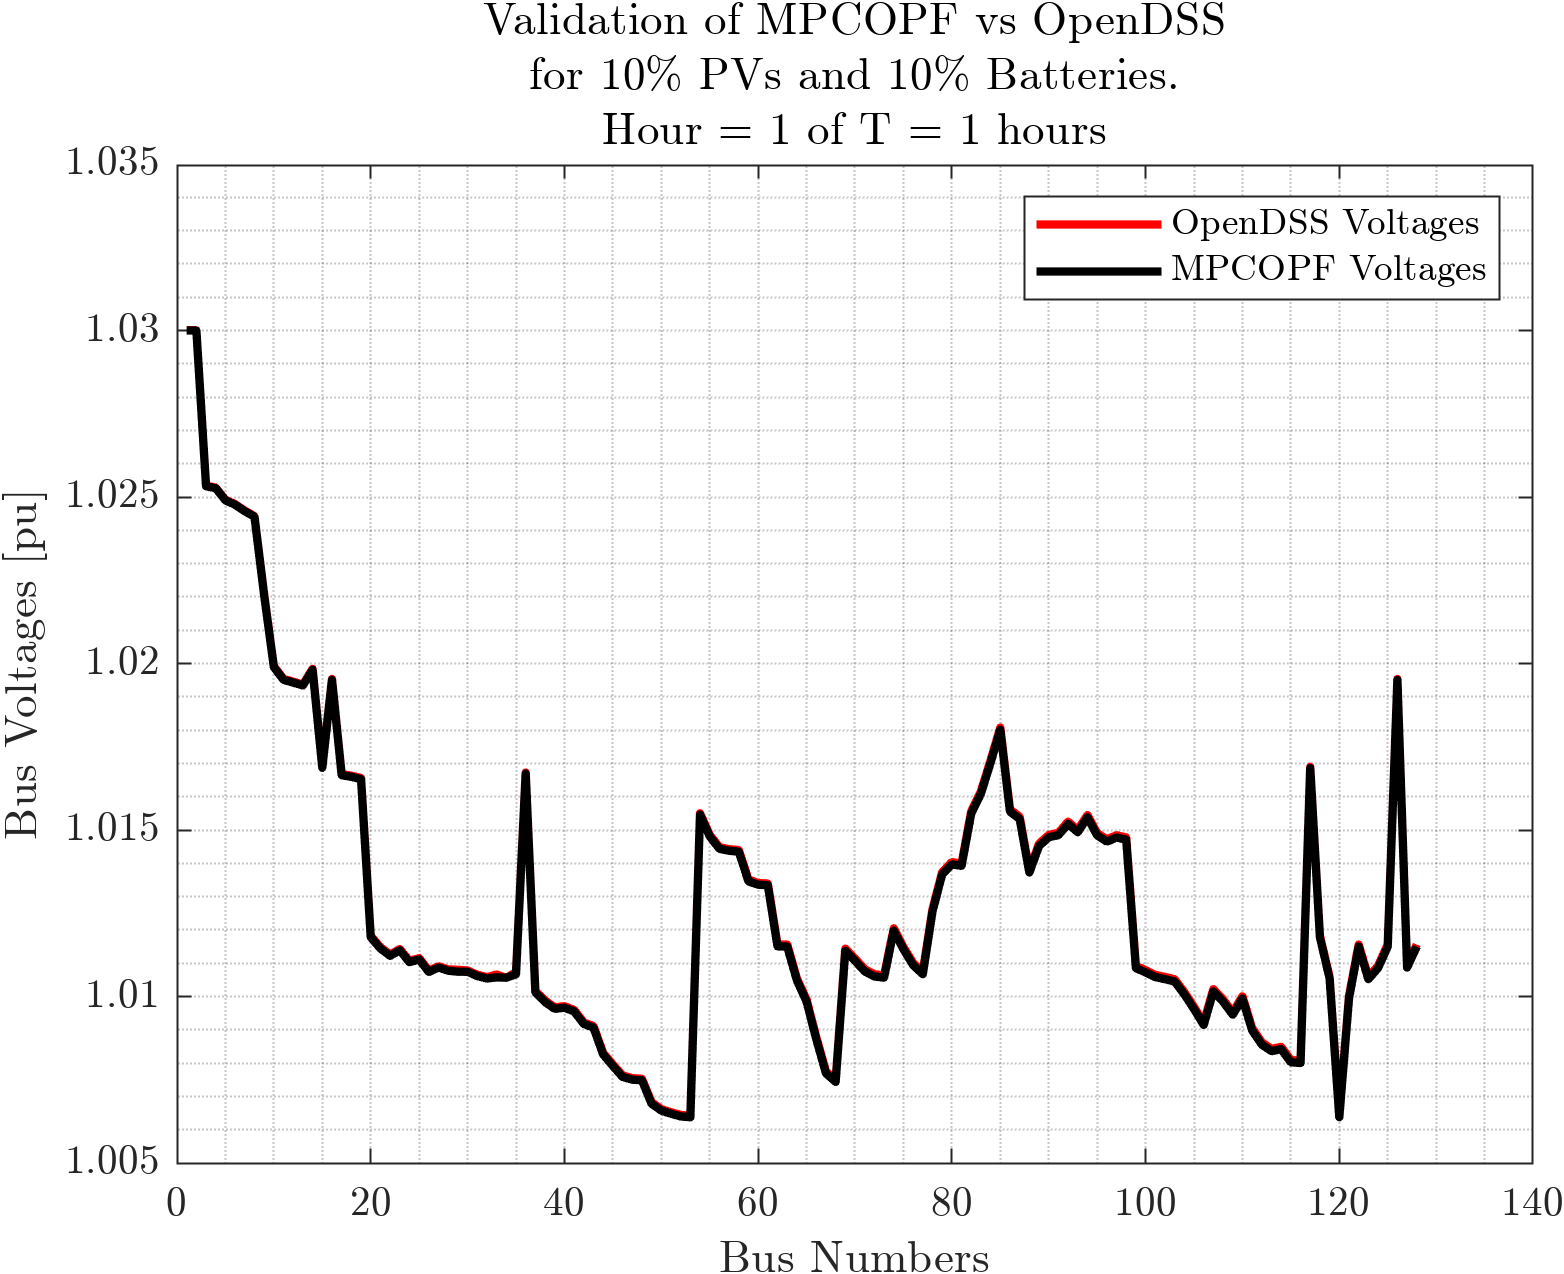 Validation of MPCOPF vs OpenDSS
for 10% PVs and 10% Batteries.
Hour = 1 of T = 1 hours
1.035
1.03
1.025
1.02
1.015
1.01
1.005
Bus Voltages [pu]
OpenDSS Voltages
MPCOPF Voltages
0 20 40 60 80 100 120 140
Bus Numbers